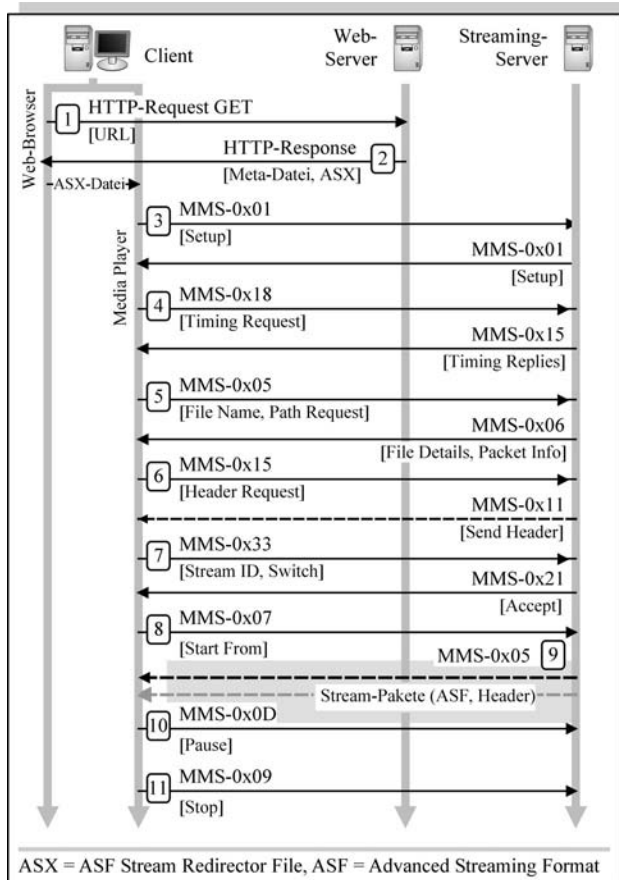 Client
Web-
Server
Streaming-
Server
Web-Browser
1
HTTP-Request GET
[URL]
HTTP-Response
2
[Meta-Datei, ASX]
ASX-Datei
Media Player
3
MMS-0x01
[Setup]
MMS-0x01
[Setup]
4
MMS-0x18
[Timing Request]
MMS-0x15
[Timing Replies]
5
MMS-0x05
[File Name, Path Request]
MMS-0x06
[File Details, Packet Info]
6
MMS-0x15
[Header Request]
MMS-0x11
[Send Header]
7
MMS-0x33
[Stream ID, Switch]
MMS-0x21
[Accept]
8
MMS-0x07
[Start From]
MMS-0x05
9
Stream-Pakete (ASF, Header)
10
MMS-0x0D
[Pause]
11
MMS-0x09
[Stop]
ASX = ASF Stream Redirector File, ASF = Advanced Streaming Format